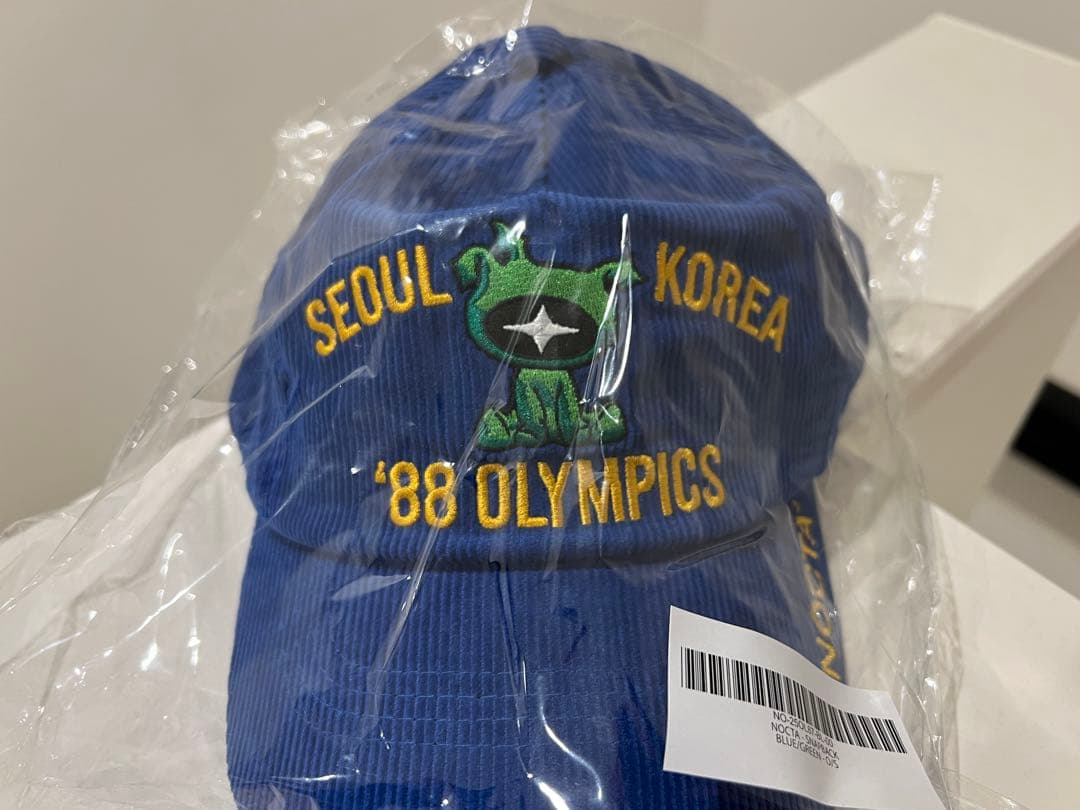 SEOUL KOREA
'88 OLYMPICS
NOCTA
NOCTA - SNAPBACK
BLUE/GREEN - O/S